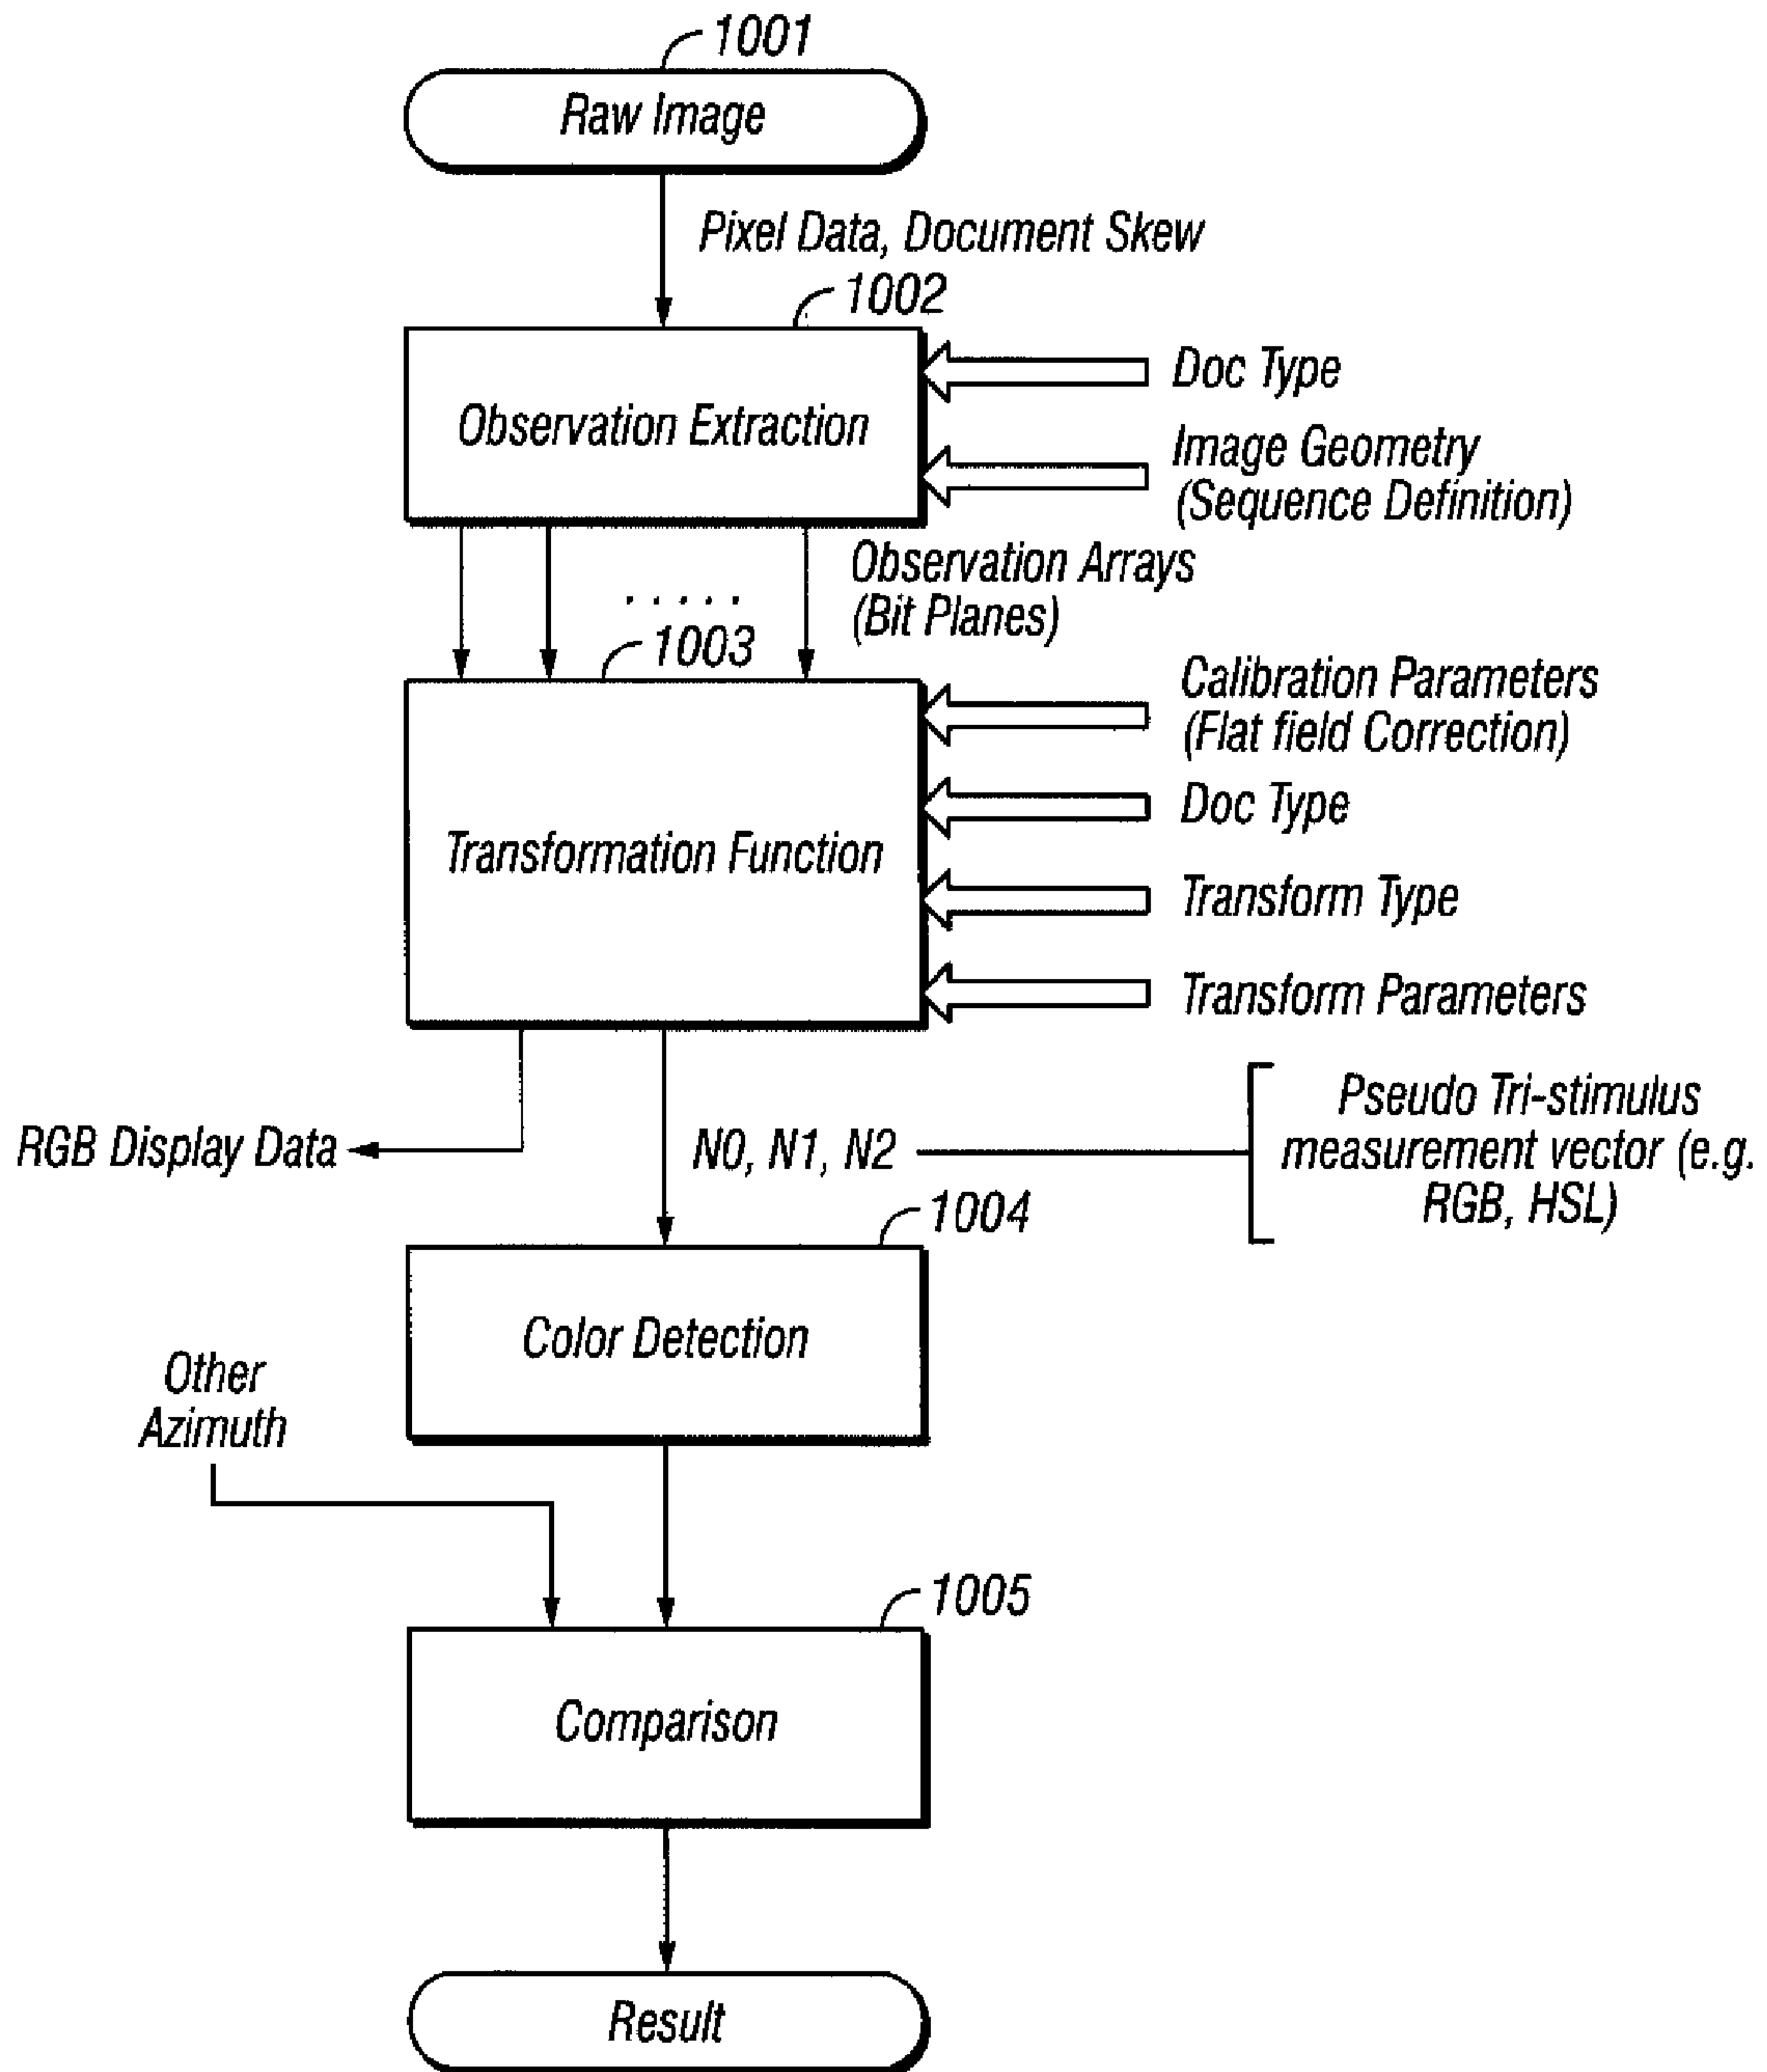 1001
Raw Image
Pixel Data, Document Skew
1002
Observation Extraction
Doc Type
Image Geometry
(Sequence Definition)
Observation Arrays
(Bit Planes)
. . . . .
1003
Transformation Function
Calibration Parameters
(Flat field Correction)
Doc Type
Transform Type
Transform Parameters
RGB Display Data
N0, N1, N2
Pseudo Tri-stimulus
measurement vector (e.g.
RGB, HSL)
1004
Color Detection
Other
Azimuth
1005
Comparison
Result